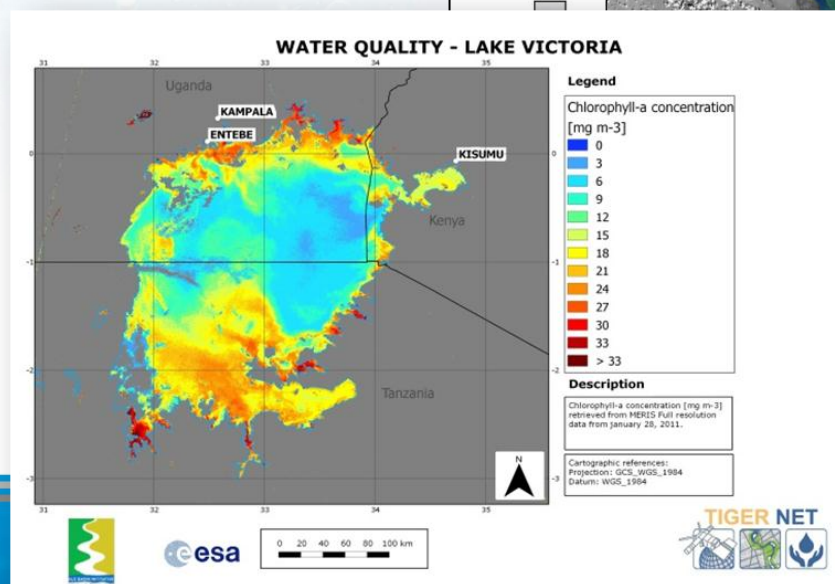 WATER QUALITY - LAKE VICTORIA
31 32 33 34 35
Uganda
KAMPALA
ENTEBE
KISUMU
Kenya
Tanzania
0 0
-1 -1
-2 -2
-3 -3
31 32 33 34 35
N
Legend
Chlorophyll-a concentration
[mg m-3]
0
3
6
9
12
15
18
21
24
27
30
33
> 33
Description
Chlorophyll-a concentration [mg m-3]
retrieved from MERIS Full resolution
data from january 28, 2011.
Cartographic references:
Projection: GCS_WGS_1984
Datum: WGS_1984
NILE BASIN INITIATIVE
esa
0 20 40 60 80 100 km
TIGER NET